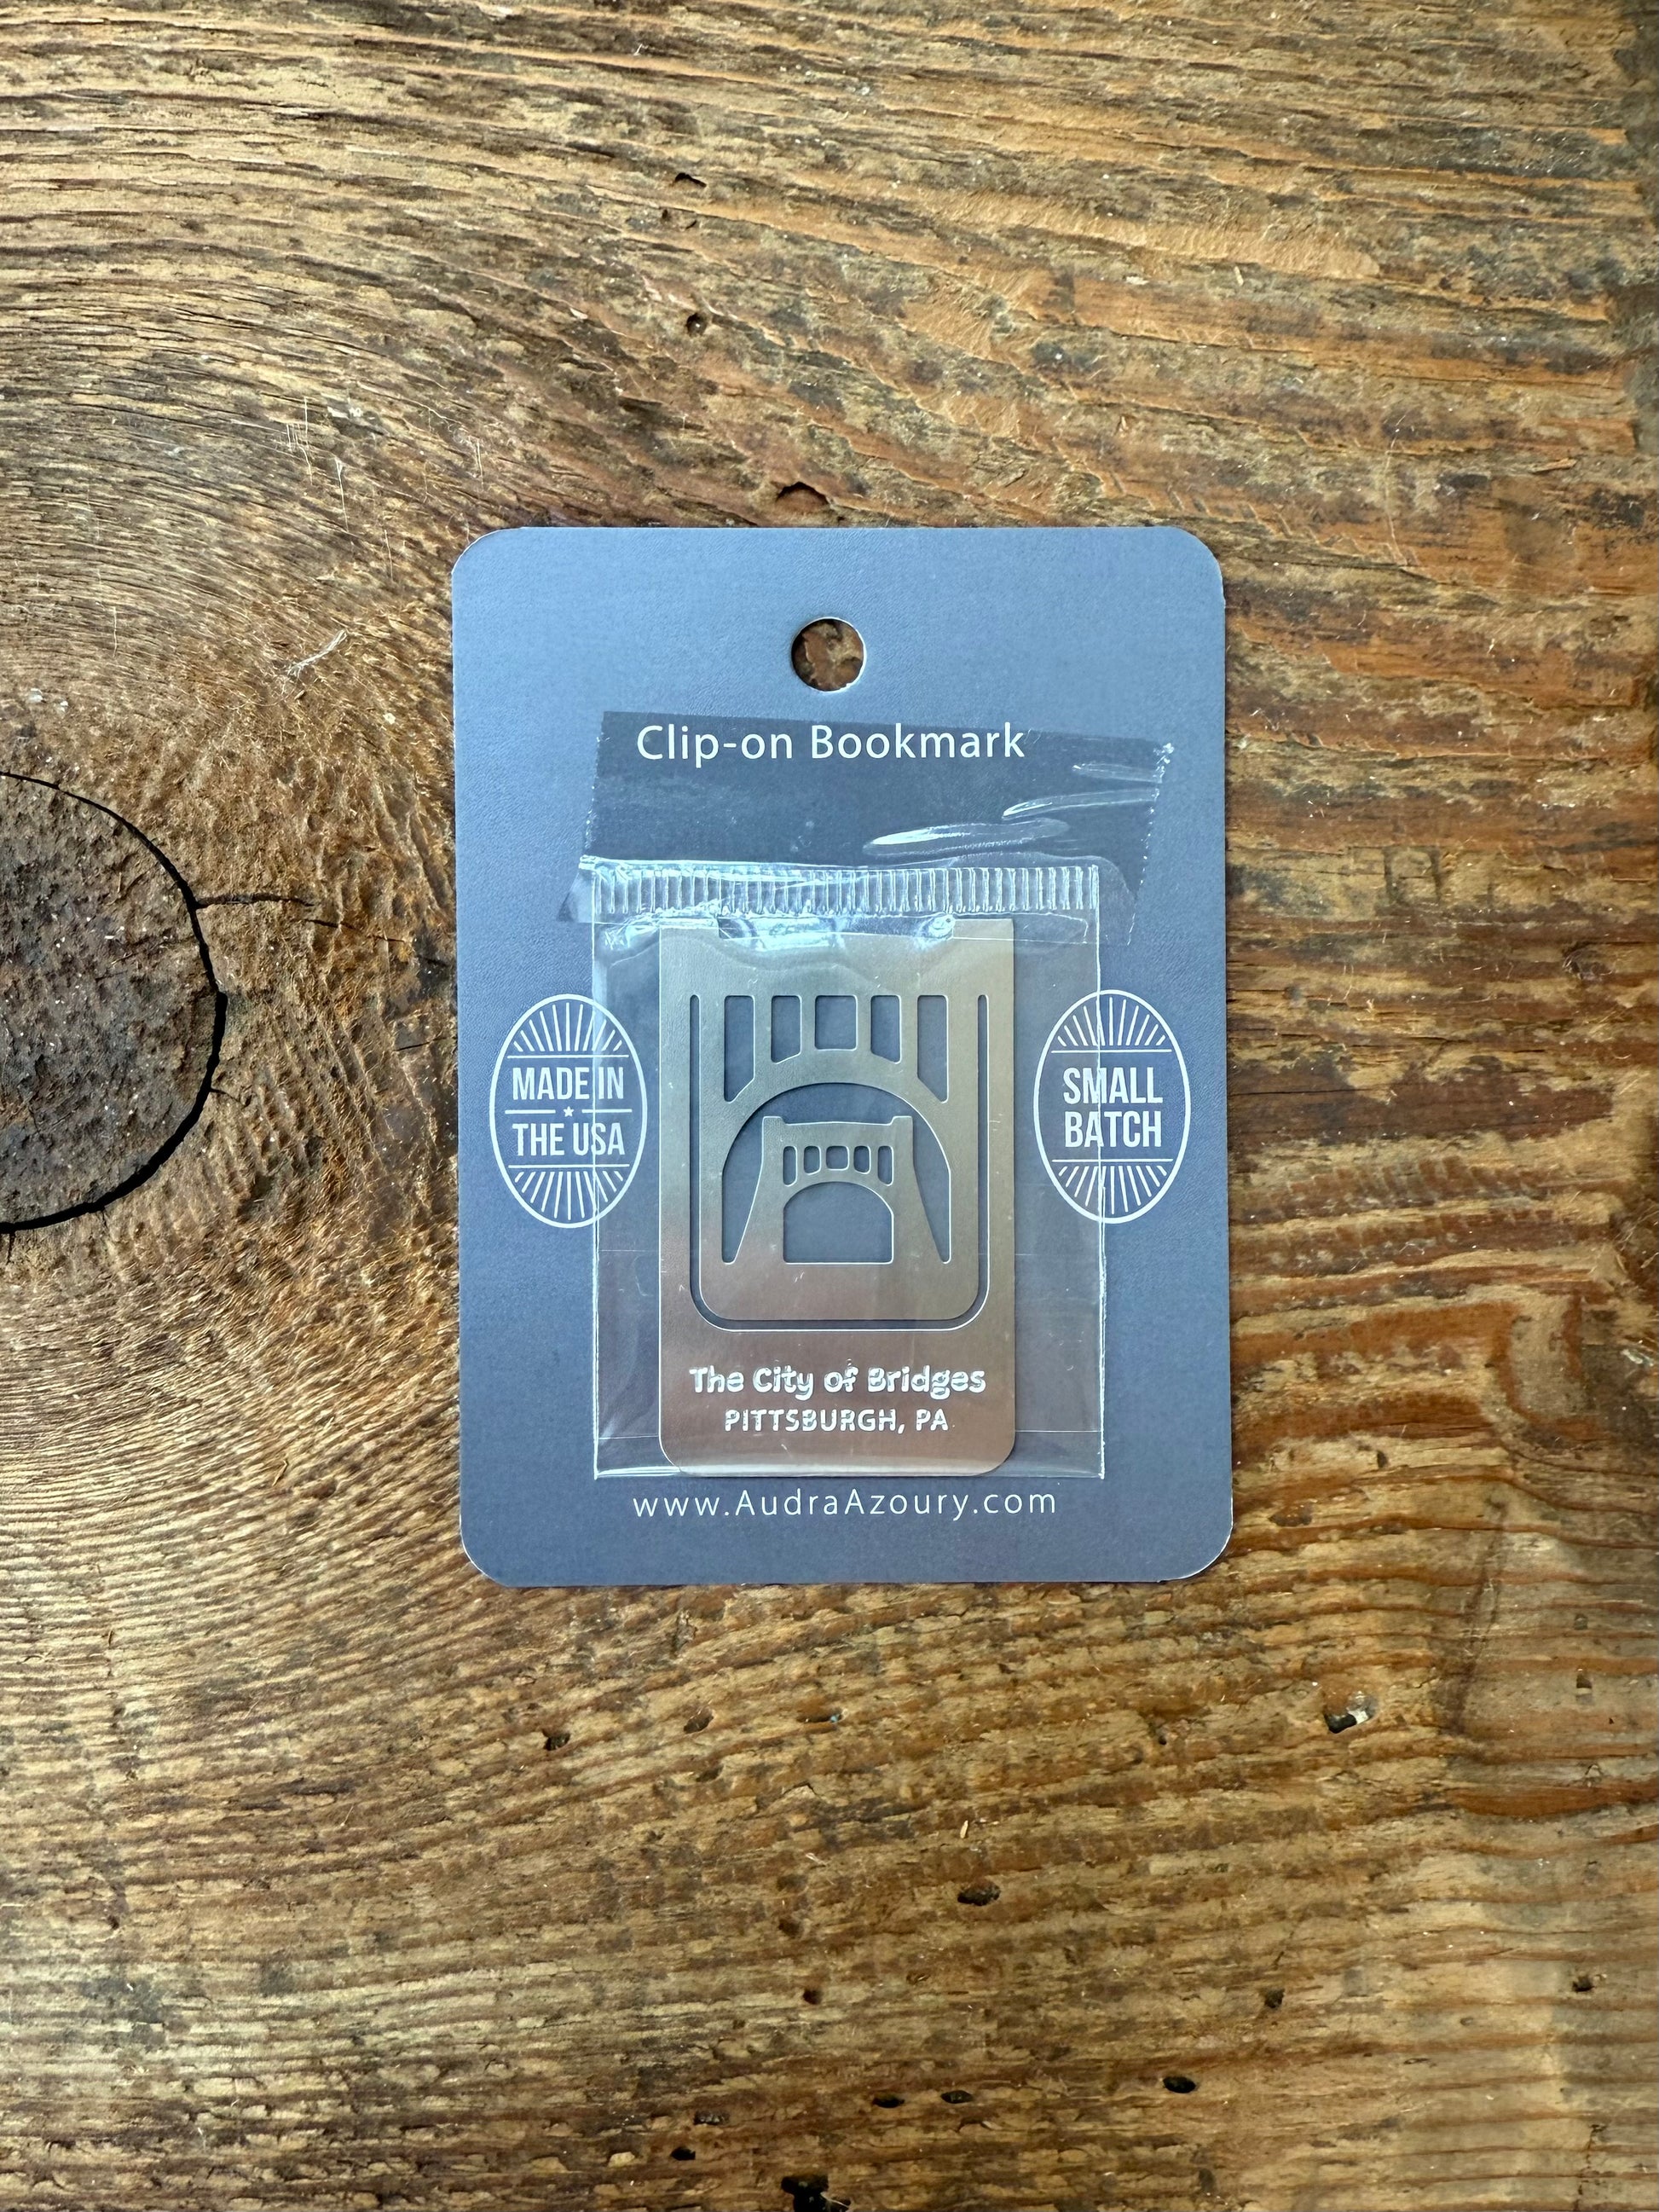 Clip-on Bookmark
MADE IN
THE USA
SMALL
BATCH
The City of Bridges
PITTSBURGH, PA
www.AudraAzoury.com